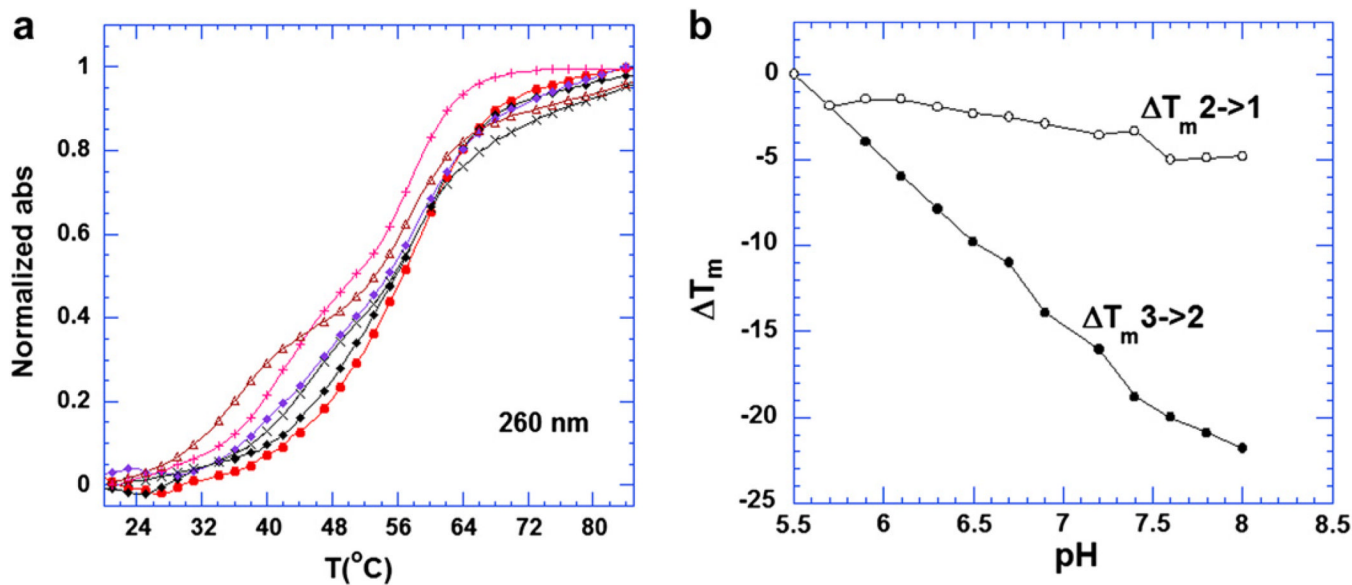 a
1
0.8
0.6
0.4
0.2
0
Normalized abs
260 nm
24 32 40 48 56 64 72 80
T(°C)
b
0
-5
-10
-15
-20
-25
ΔTm
ΔTm2->1
ΔTm3->2
5.5 6 6.5 7 7.5 8 8.5
pH